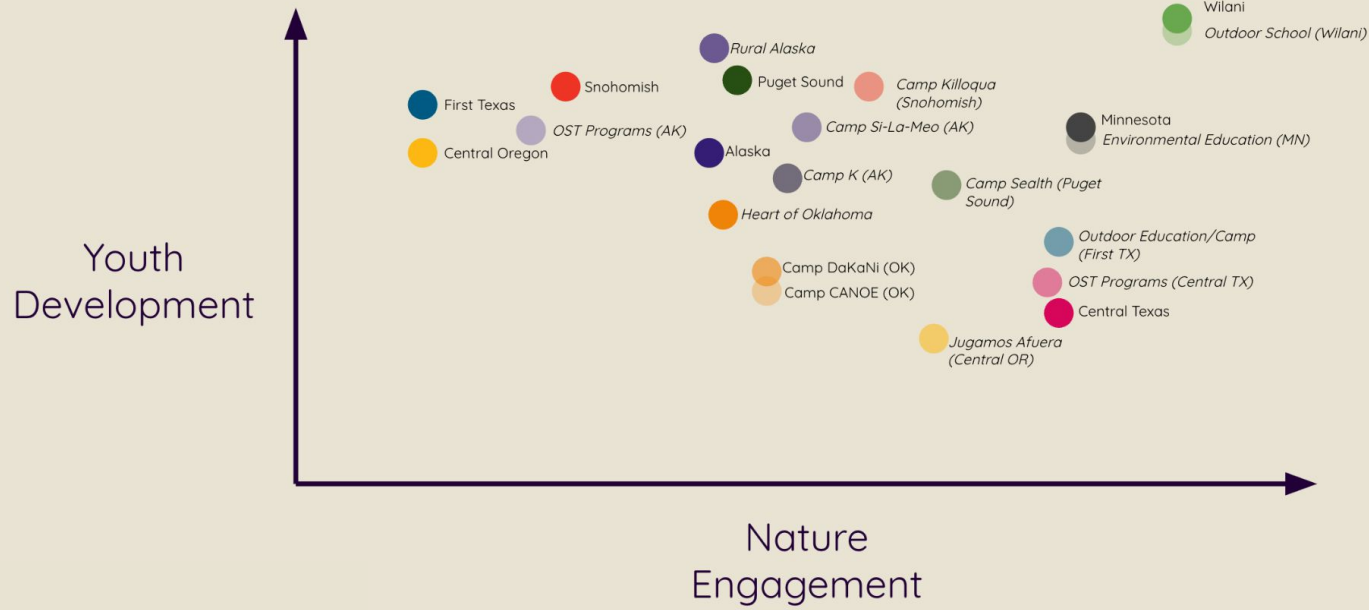 Wilani
Outdoor School (Wilani)
Rural Alaska
Puget Sound
Camp Killoqua
(Snohomish)
Snohomish
First Texas
OST Programs (AK)
Camp Si-La-Meo (AK)
Minnesota
Environmental Education (MN)
Central Oregon
Alaska
Camp K (AK)
Camp Sealth (Puget
Sound)
Heart of Oklahoma
Outdoor Education/Camp
(First TX)
Youth
Development
Camp DaKaNi (OK)
Camp CANOE (OK)
OST Programs (Central TX)
Central Texas
Jugamos Afuera
(Central OR)
Nature
Engagement